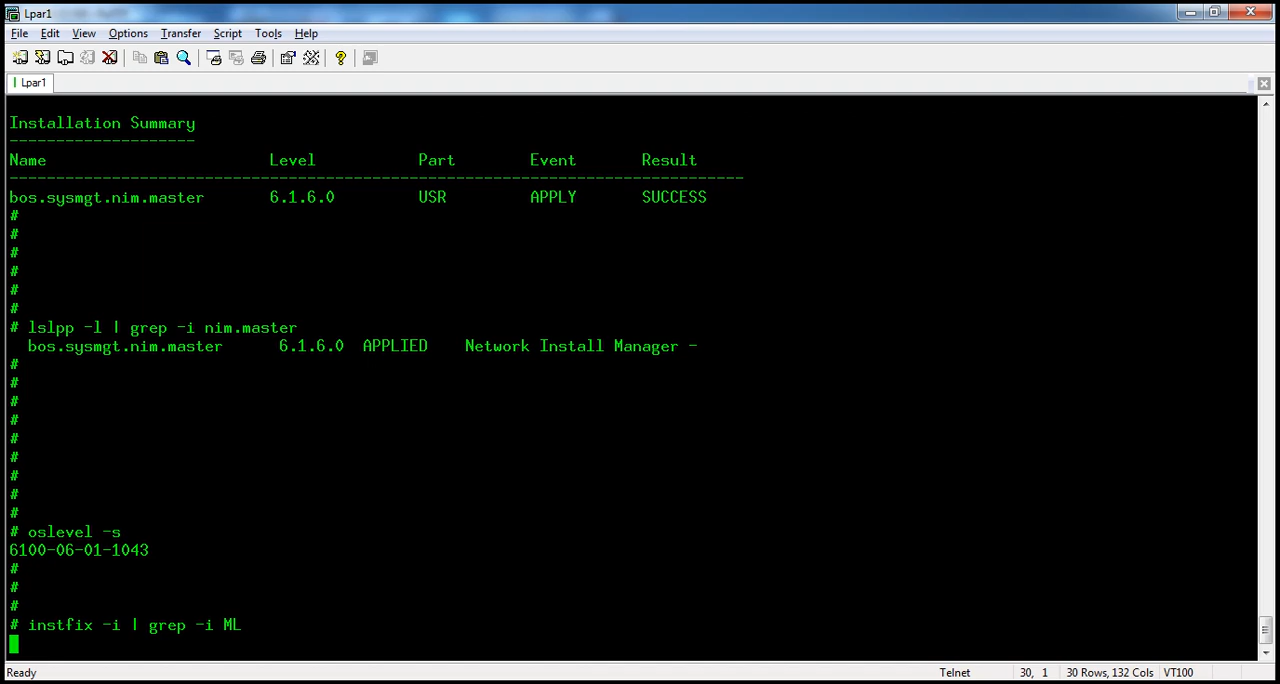 Lpar1
File Edit View Options Transfer Script Tools Help
Lpar1
Installation Summary
--------------------
Name Level Part Event Result
-------------------------------------------------------------------------------
bos.sysmgt.nim.master 6.1.6.0 USR APPLY SUCCESS
#
#
#
#
#
#
# lslpp -l | grep -i nim.master
bos.sysmgt.nim.master 6.1.6.0 APPLIED Network Install Manager -
#
#
#
#
#
#
#
#
#
# oslevel -s
6100-06-01-1043
#
#
#
# instfix -i | grep -i ML
Ready Telnet 30, 1 30 Rows, 132 Cols VT100